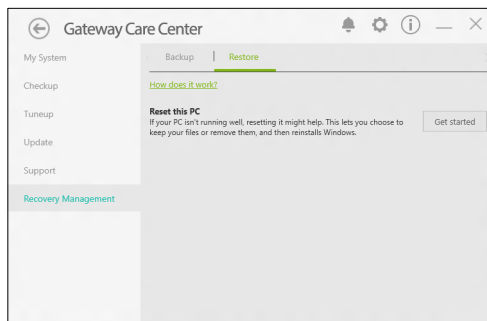 Gateway Care Center
My System
Backup | Restore
Checkup
How does it work?
Tuneup
Reset this PC
If your PC isn't running well, resetting it might help. This lets you choose to
keep your files or remove them, and then reinstalls Windows.
Get started
Update
Support
Recovery Management